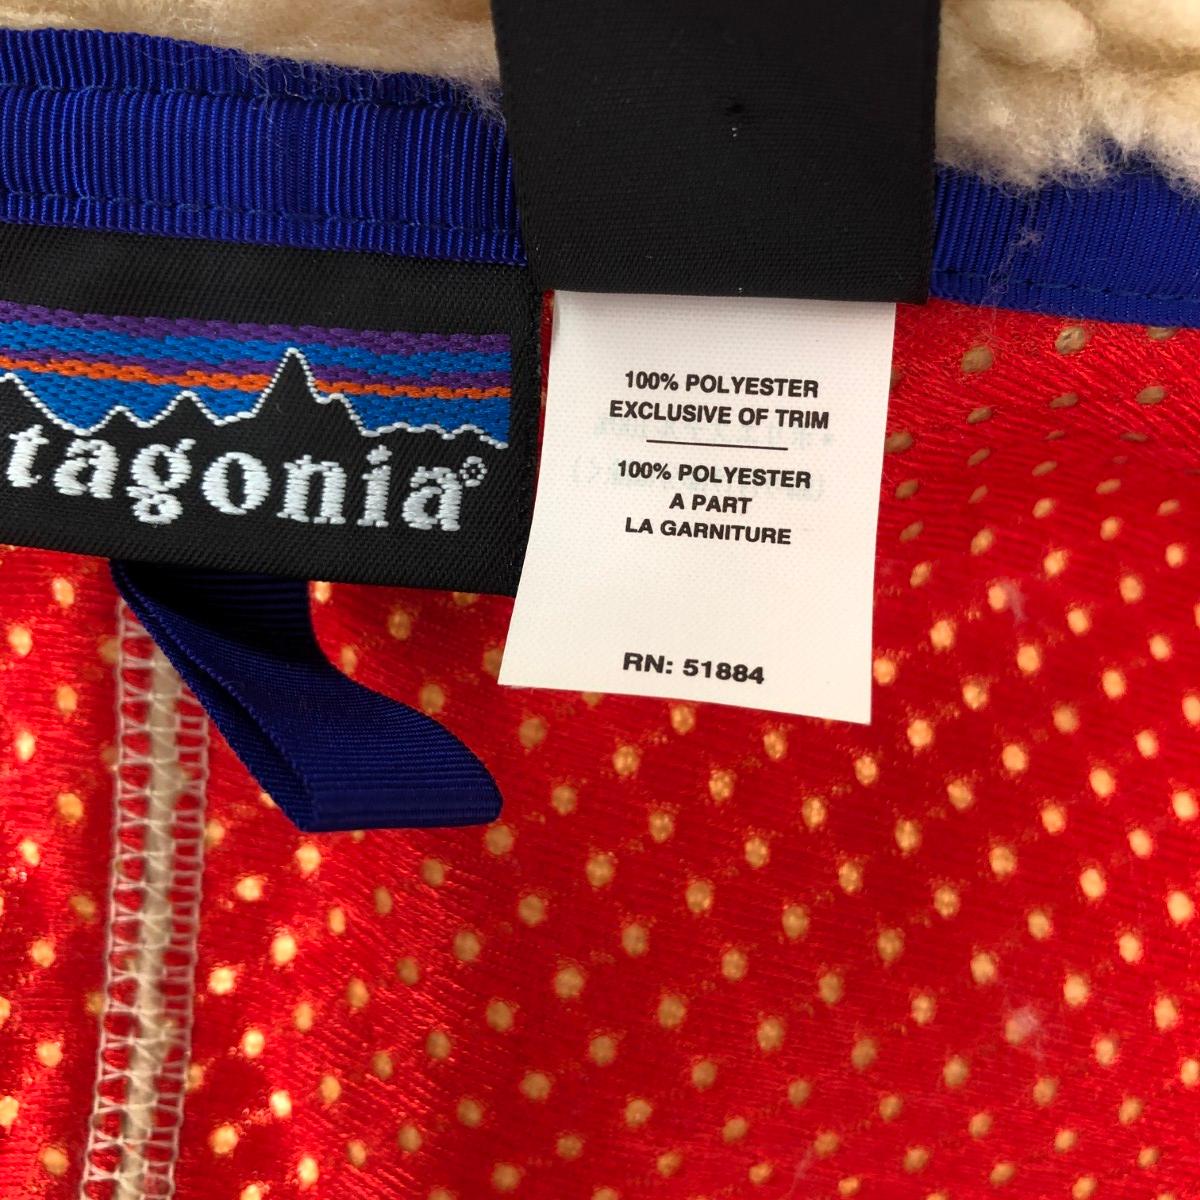 tagonia®
100% POLYESTER
EXCLUSIVE OF TRIM
100% POLYESTER
A PART
LA GARNITURE
RN: 51884